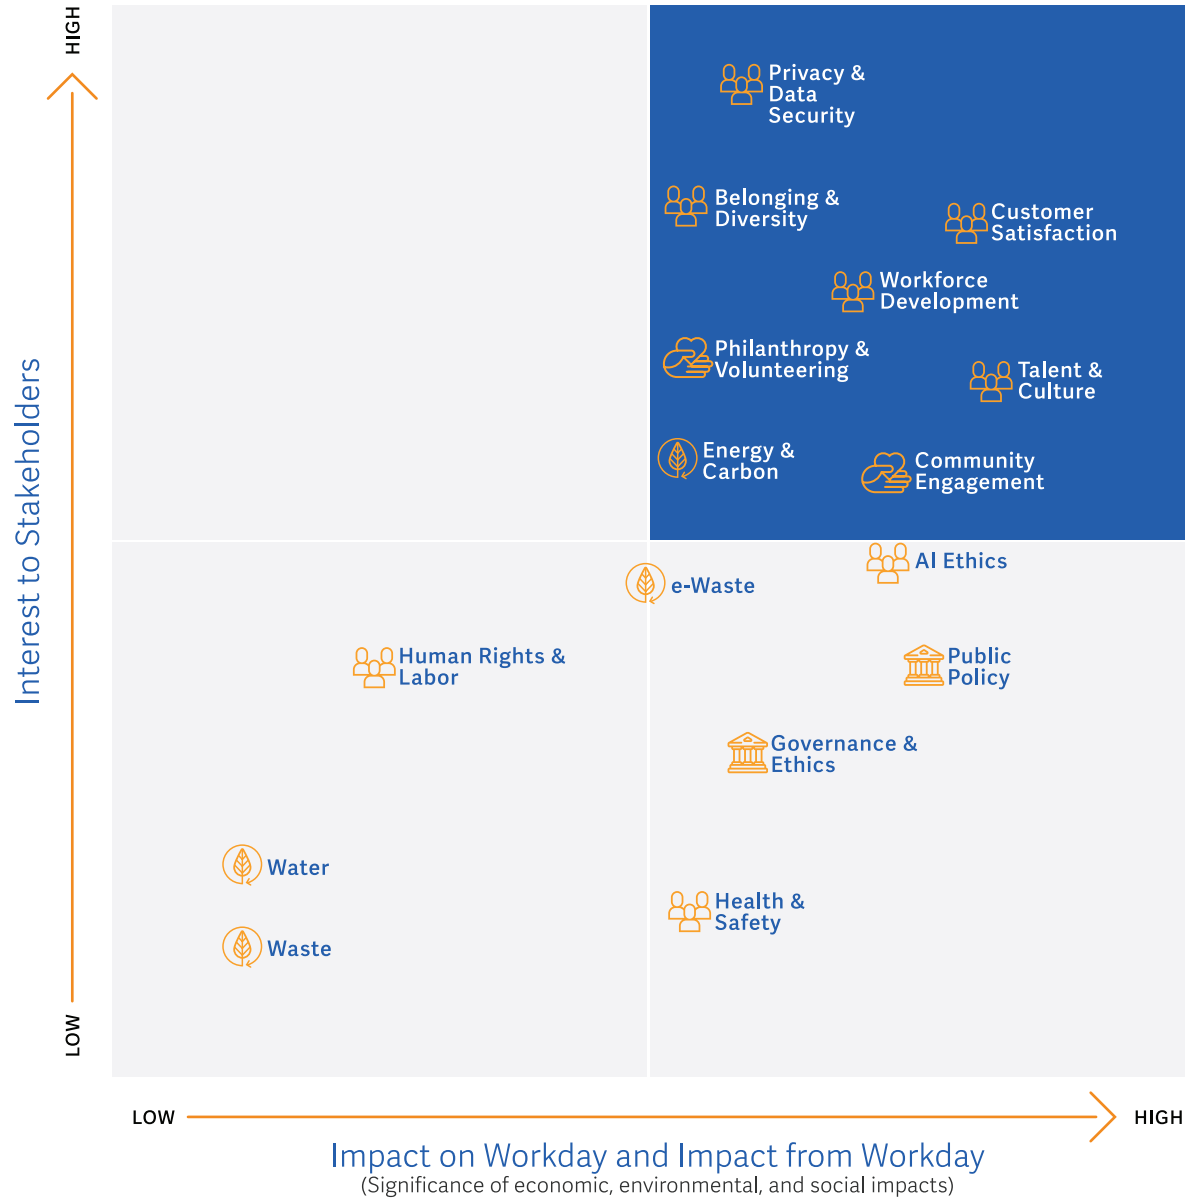 HIGH
Privacy &
Data
Security
Belonging &
Diversity
Customer
Satisfaction
Workforce
Development
Philanthropy &
Volunteering
Talent &
Culture
Energy &
Carbon
Community
Engagement
Interest to Stakeholders
AI Ethics
e-Waste
Human Rights &
Labor
Public
Policy
Governance &
Ethics
Water
Health &
Safety
Waste
LOW
LOW
HIGH
Impact on Workday and Impact from Workday
(Significance of economic, environmental, and social impacts)